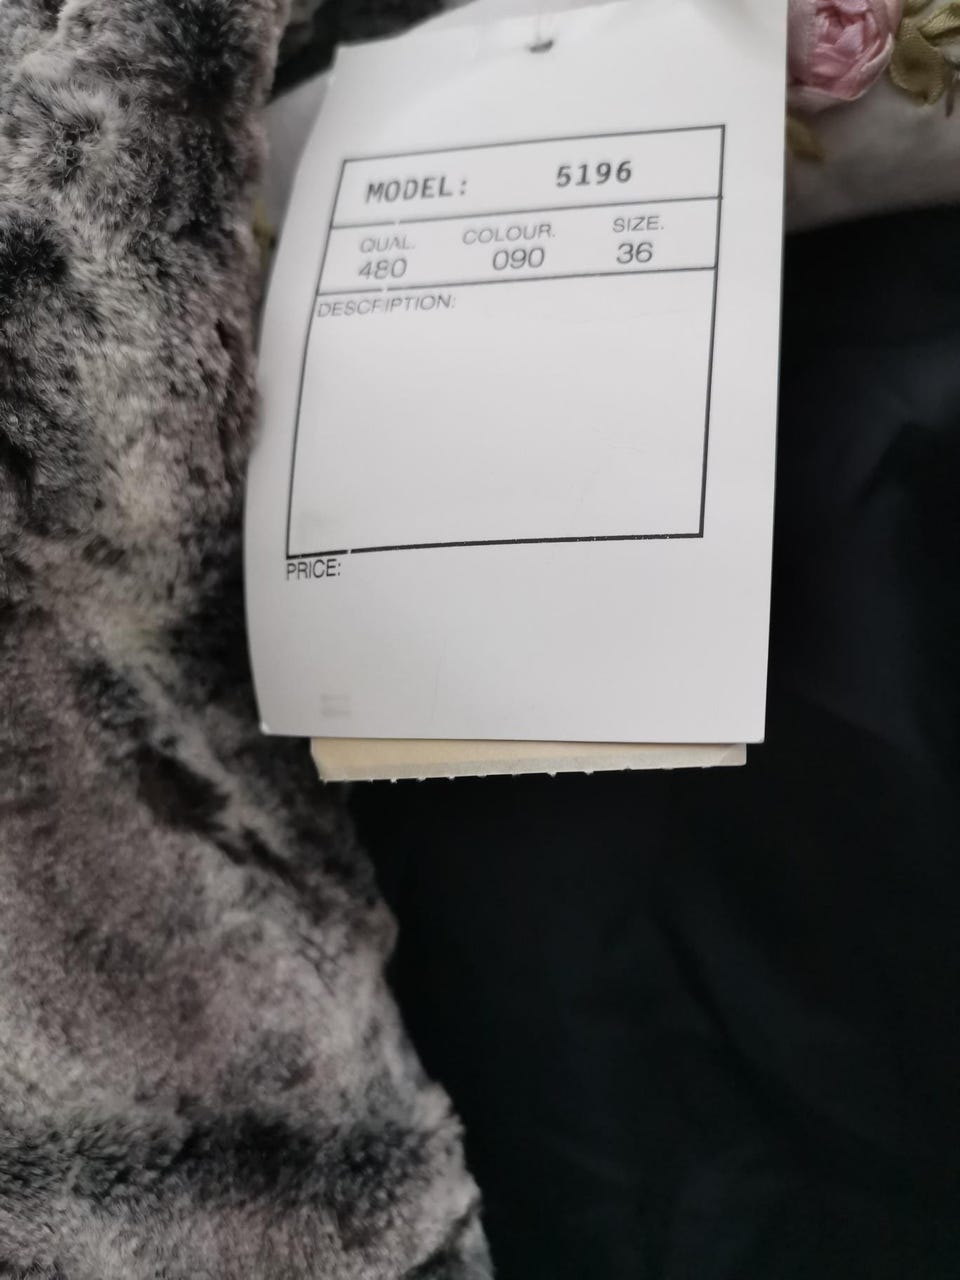 MODEL: 5196
QUAL. COLOUR. SIZE.
480 090 36
DESCRIPTION:
PRICE: